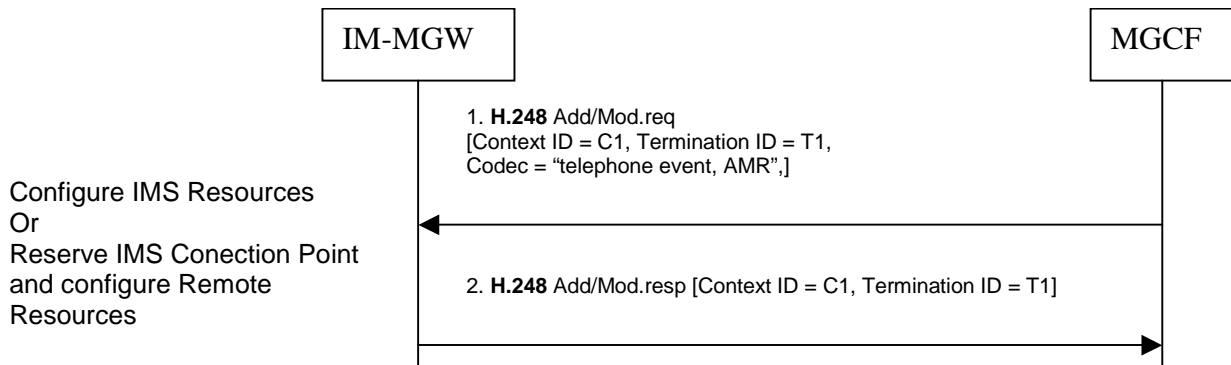 IM-MGW
MGCF
1. H.248 Add/Mod.req
[Context ID = C1, Termination ID = T1,
Codec = “telephone event, AMR”,]
Configure IMS Resources
Or
Reserve IMS Conection Point
and configure Remote
Resources
2. H.248 Add/Mod.resp [Context ID = C1, Termination ID = T1]